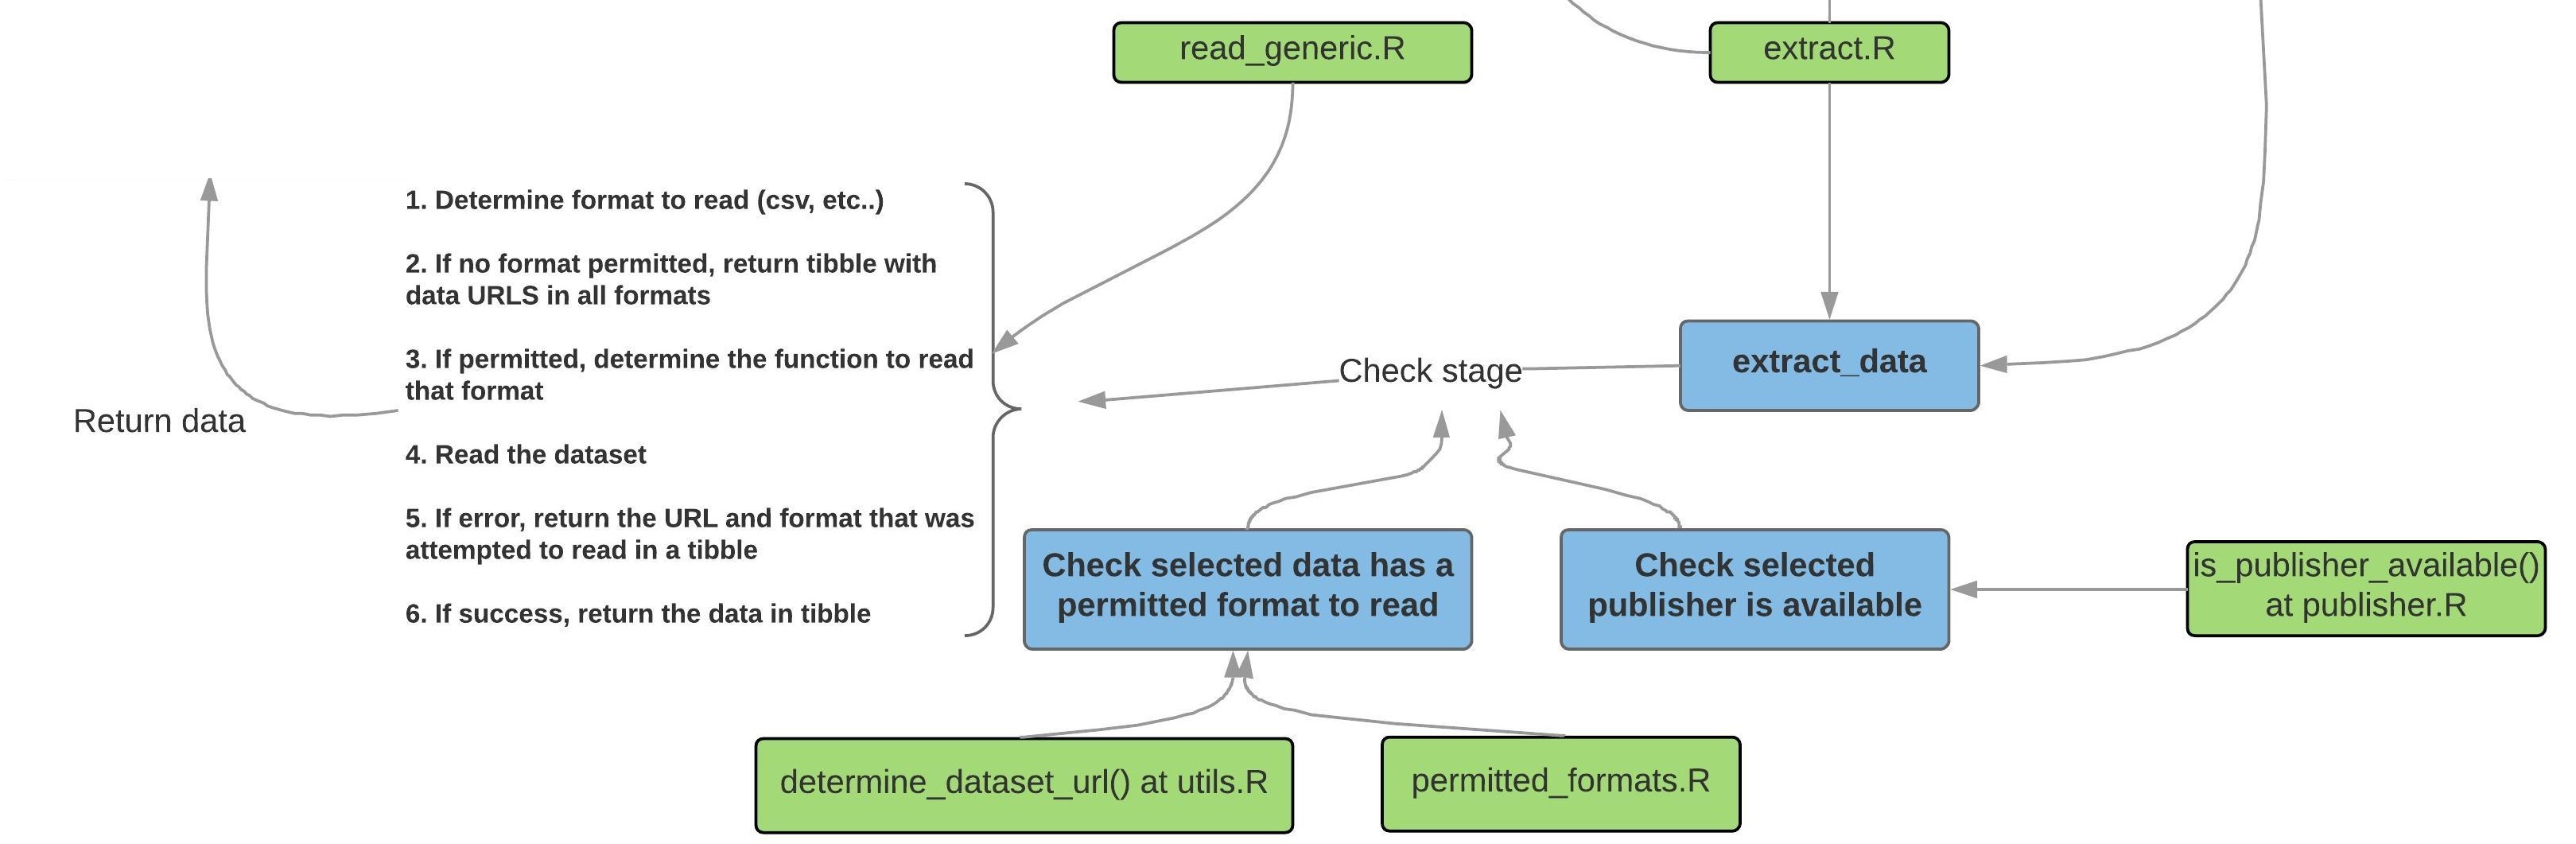 read_generic.R
extract.R
1. Determine format to read (csv, etc..)
2. If no format permitted, return tibble with
data URLS in all formats
3. If permitted, determine the function to read
that format
4. Read the dataset
5. If error, return the URL and format that was
attempted to read in a tibble
6. If success, return the data in tibble
Return data
Check stage
extract_data
Check selected data has a
permitted format to read
Check selected
publisher is available
is_publisher_available()
at publisher.R
determine_dataset_url() at utils.R
permitted_formats.R